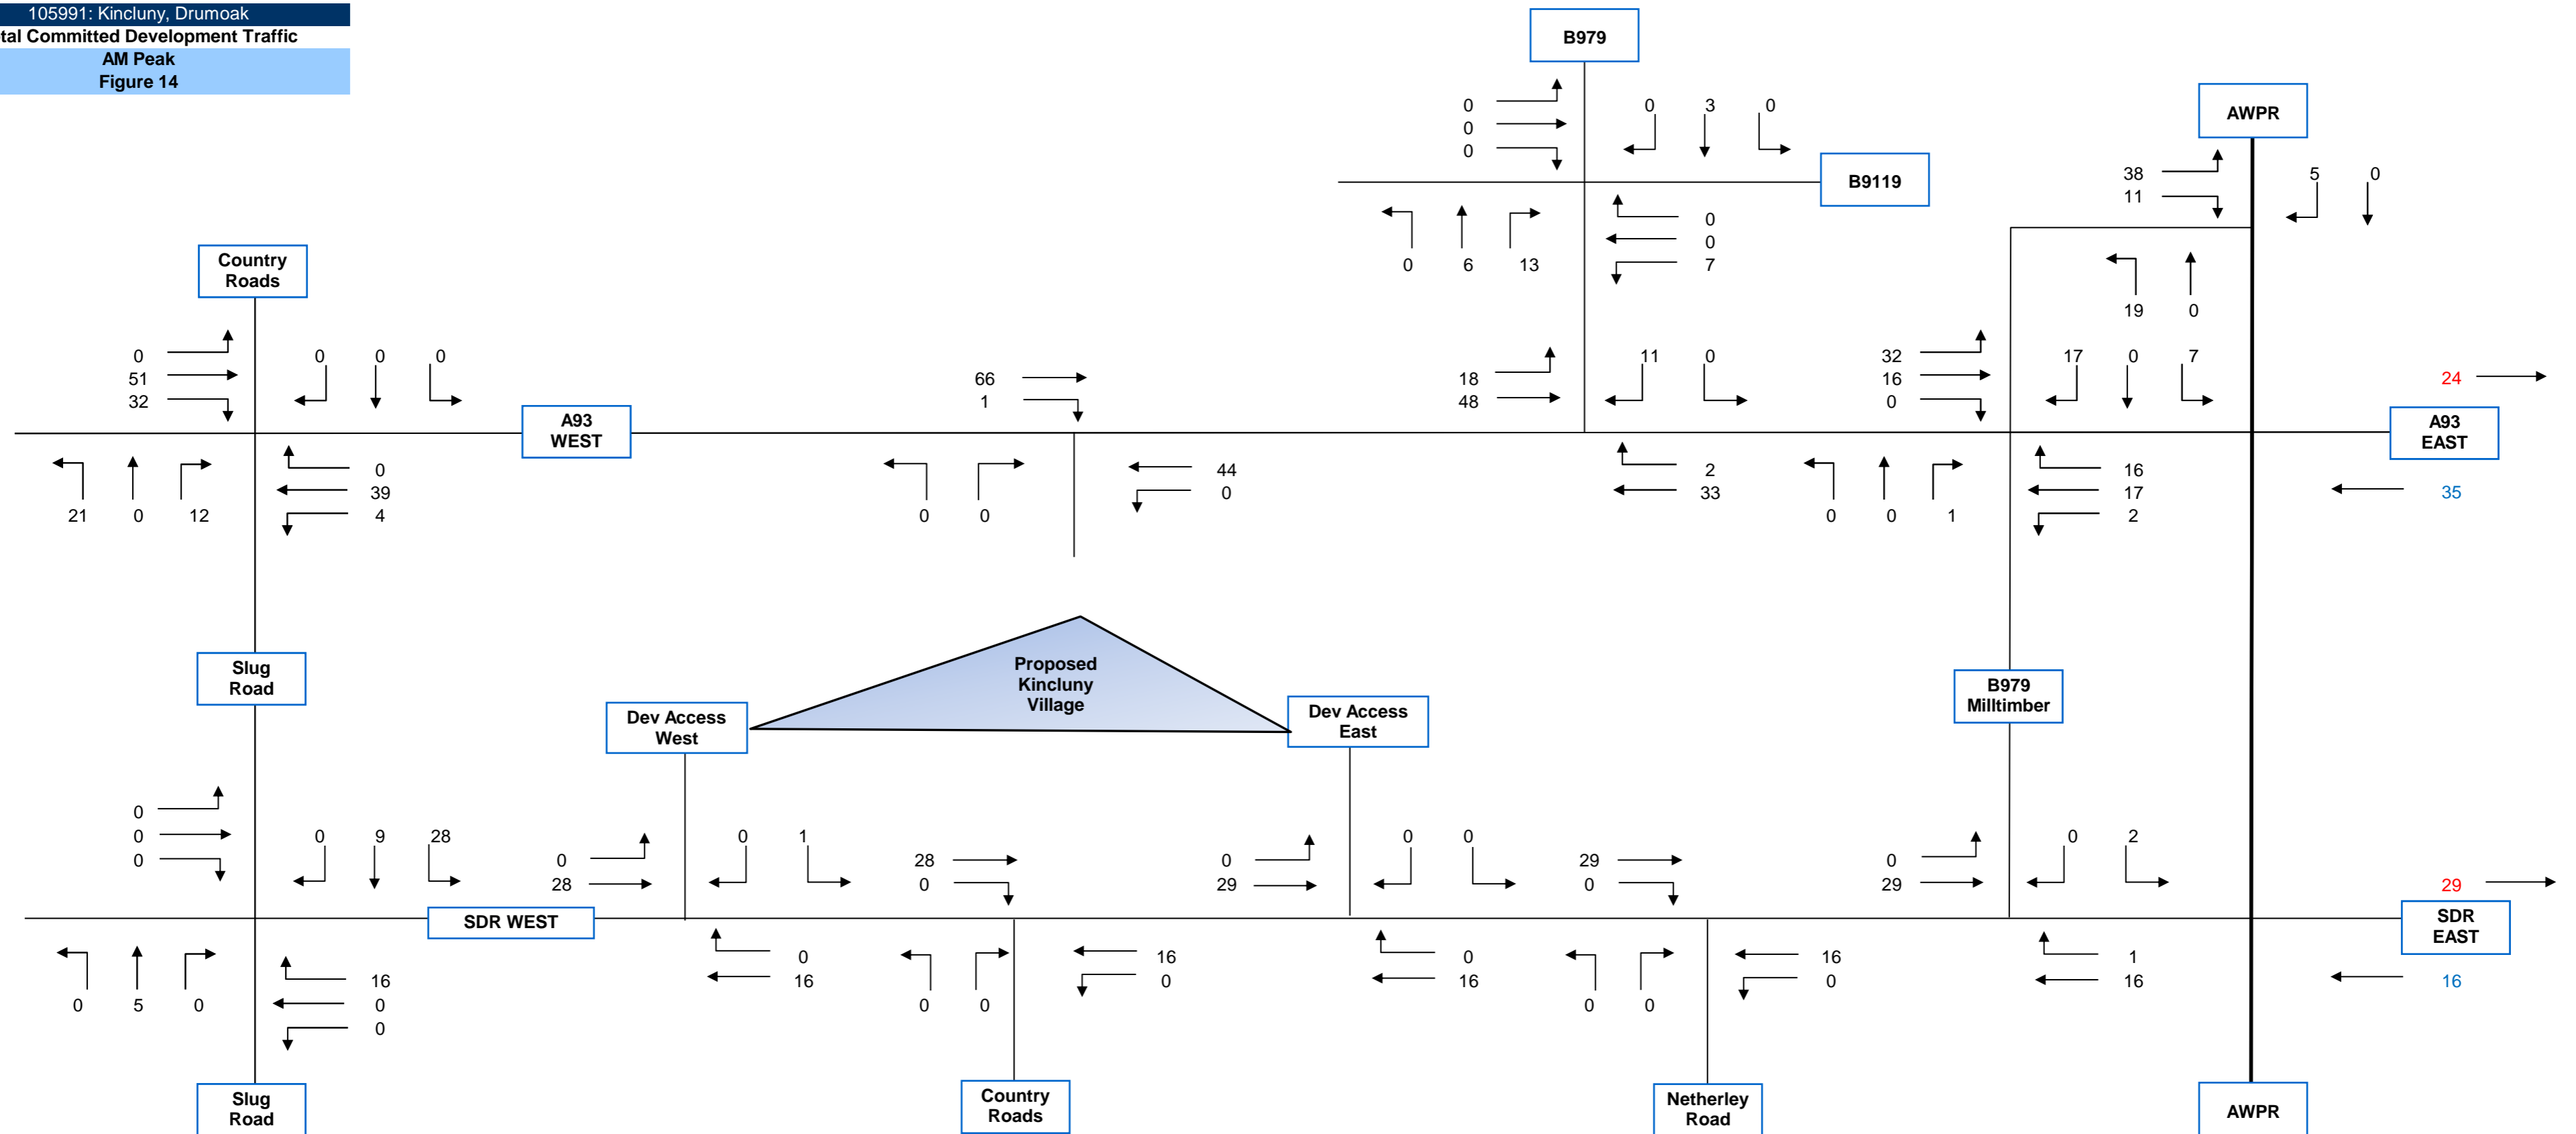 105991: Kincluny, Drumoak
tal Committed Development Traffic
AM Peak
Figure 14
B979
AWPR
0 0 3 0
0
0
B9119
38 5 0
11
0
0
0 6 13 7
19 0
Country
Roads
0 0 0 0
51
32
66
1
18 11 0
48
32 17 0 7
16
0
24
A93
WEST
A93
EAST
0
39
21 0 12 4
44
0 0 0
2
33
16
17
0 0 1 2
35
Slug
Road
Proposed
Kincluny
Village
Dev Access
West
Dev Access
East
B979
Milltimber
0
0 0 9 28
0
0 0 1
28
28
0
0 0 0
29
29
0
0 0 2
29
29
SDR WEST
SDR
EAST
16
0 5 0 0
0
0
16
16
0 0 0
0
16
16
0 0 0
1
16
16
Slug
Road
Country
Roads
Netherley
Road
AWPR